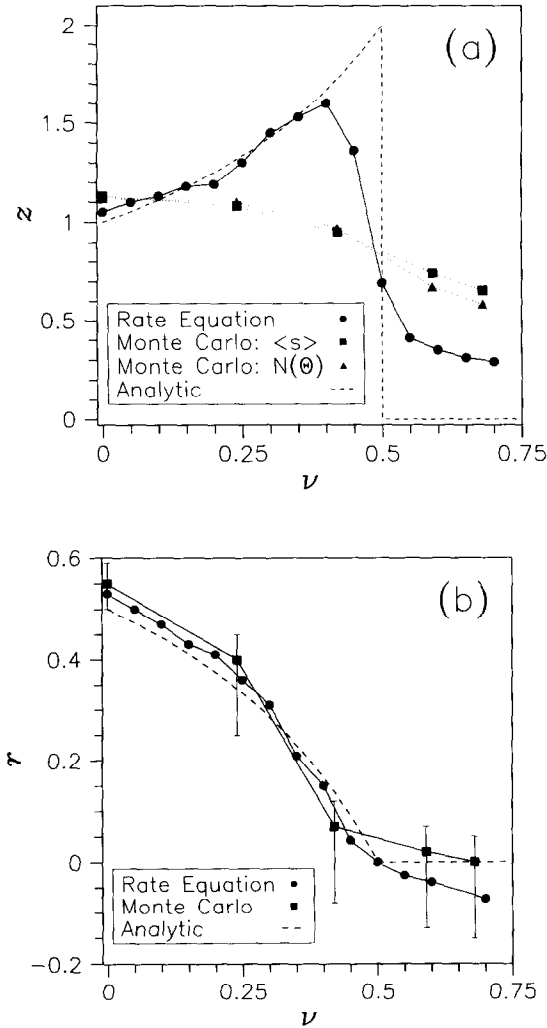 (a)
2
1.5
1
0.5
0
z
Rate Equation
Monte Carlo: <s>
Monte Carlo: N(Θ)
Analytic
0
0.25
0.5
0.75
ν
(b)
0.6
0.4
0.2
0
-0.2
r
Rate Equation
Monte Carlo
Analytic
0
0.25
0.5
0.75
ν